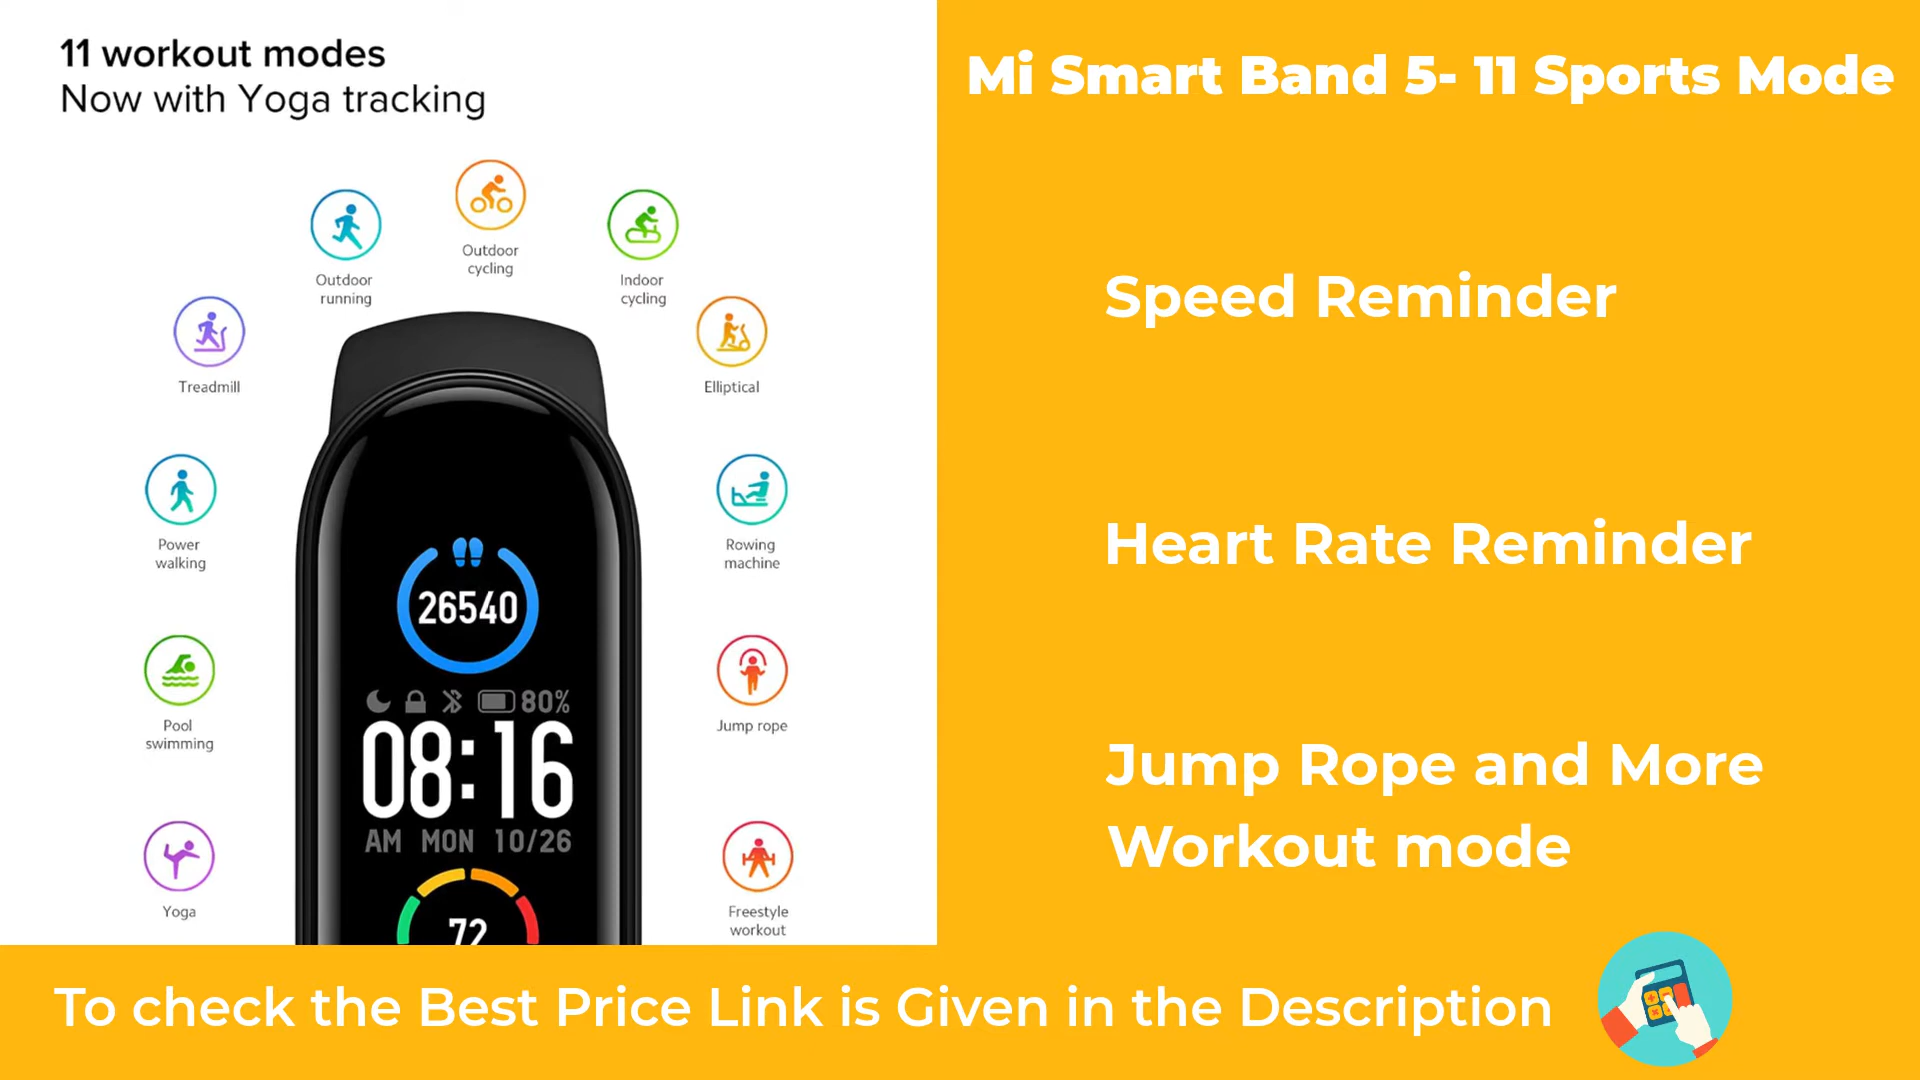 11 workout modes
Now with Yoga tracking
Outdoor
cycling
Outdoor
running
Indoor
cycling
Treadmill
Elliptical
Power
walking
Rowing
machine
Pool
swimming
Jump rope
Yoga
Freestyle
workout
26540
80%
08:16
AM MON 10/26
72
Mi Smart Band 5- 11 Sports Mode
Speed Reminder
Heart Rate Reminder
Jump Rope and More
Workout mode
To check the Best Price Link is Given in the Description